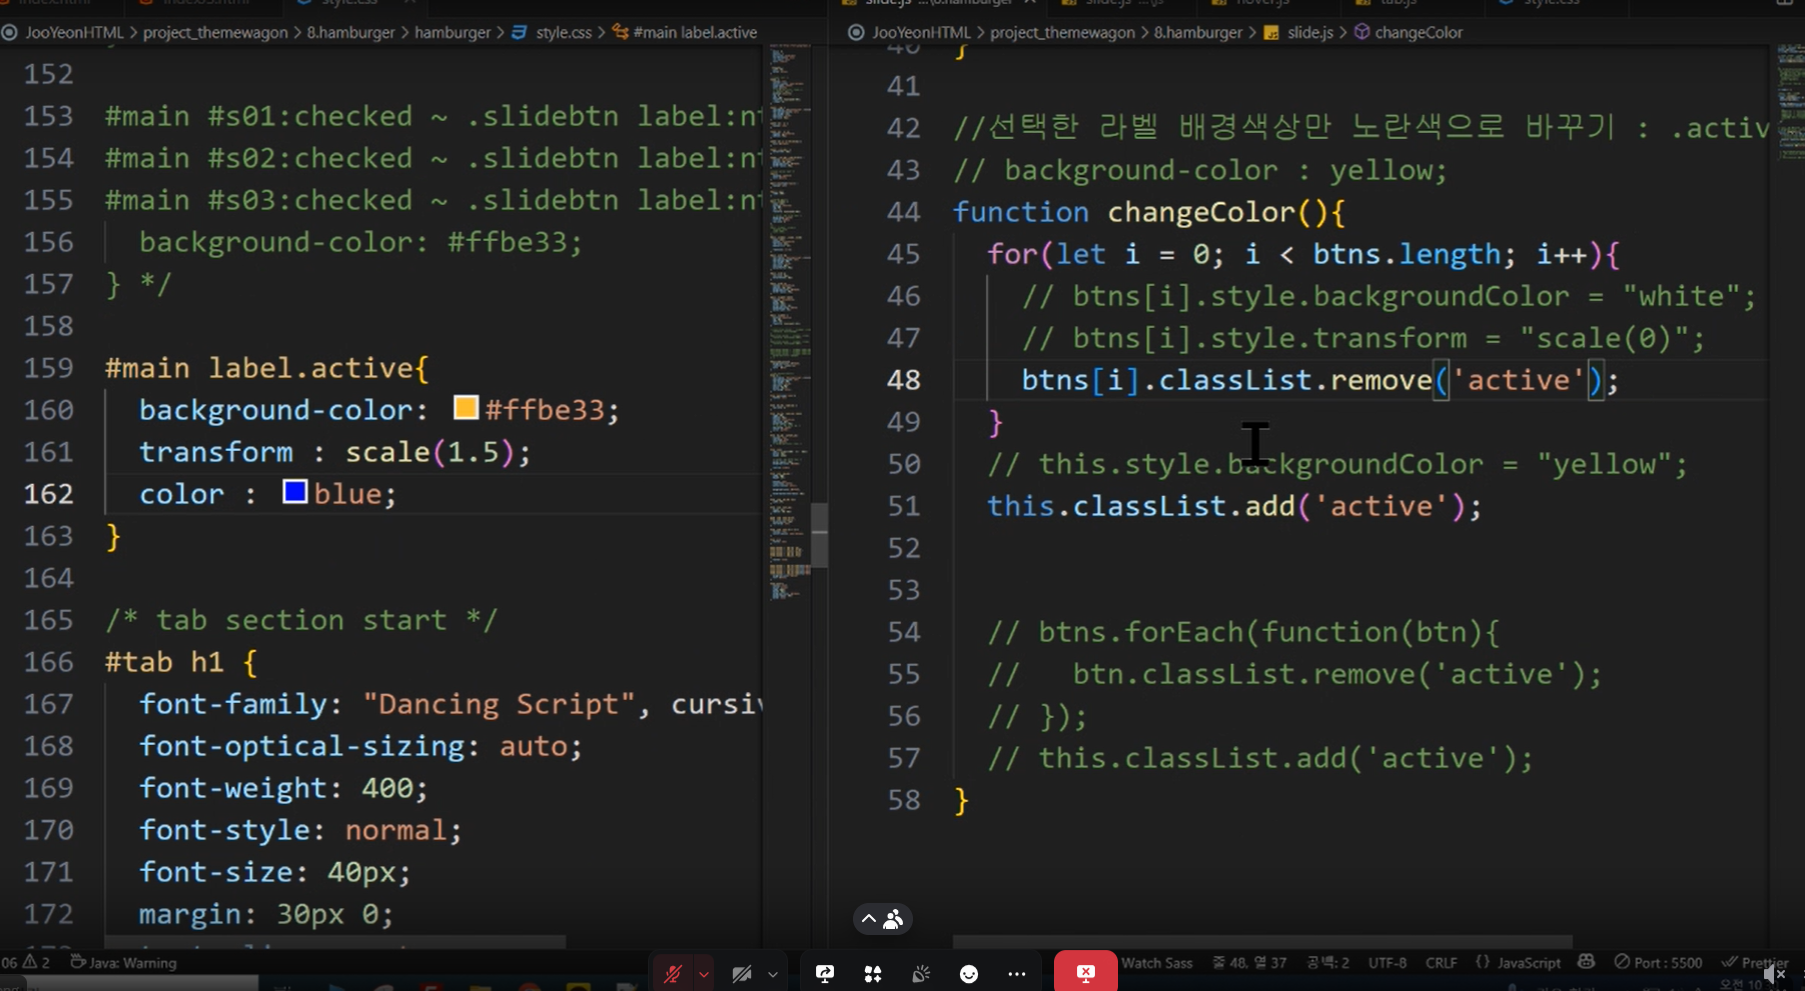 style.css
JooYeonHTML > project_themewagon > 8.hamburger > hamburger > style.css > #main label.active
152
153 #main #s01:checked ~ .slidebtn label:nt
154 #main #s02:checked ~ .slidebtn label:nt
155 #main #s03:checked ~ .slidebtn label:nt
156 background-color: #ffbe33;
157 } */
158
159 #main label.active{
160 background-color: #ffbe33;
161 transform : scale(1.5);
162 color : blue;
163 }
164
165 /* tab section start */
166 #tab h1 {
167 font-family: "Dancing Script", cursiv
168 font-optical-sizing: auto;
169 font-weight: 400;
170 font-style: normal;
171 font-size: 40px;
172 margin: 30px 0;
JooYeonHTML > project_themewagon > 8.hamburger > slide.js > changeColor
40 }
41
42 //선택한 라벨 배경색상만 노란색으로 바꾸기 : .activ
43 // background-color : yellow;
44 function changeColor(){
45 for(let i = 0; i < btns.length; i++){
46 // btns[i].style.backgroundColor = "white";
47 // btns[i].style.transform = "scale(0)";
48 btns[i].classList.remove('active');
49 }
50 // this.style.backgroundColor = "yellow";
51 this.classList.add('active');
52
53
54 // btns.forEach(function(btn){
55 // btn.classList.remove('active');
56 // });
57 // this.classList.add('active');
58 }
06 2 Java: Warning
Watch Sass 줄 48, 열 37 공백: 2 UTF-8 CRLF {} JavaScript Port : 5500 Prettier